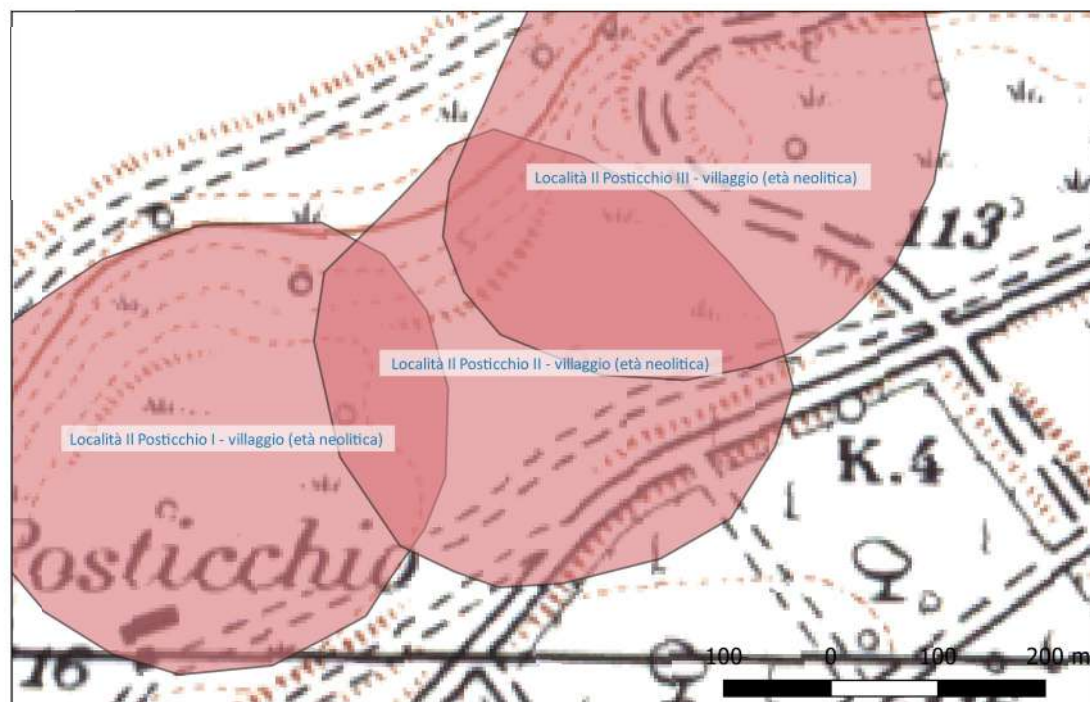 Località Il Posticchio III - villaggio (età neolitica)
113
Località Il Posticchio II - villaggio (età neolitica)
Località Il Posticchio I - villaggio (età neolitica)
K.4
Posticchio
100 0 100 200 m
16